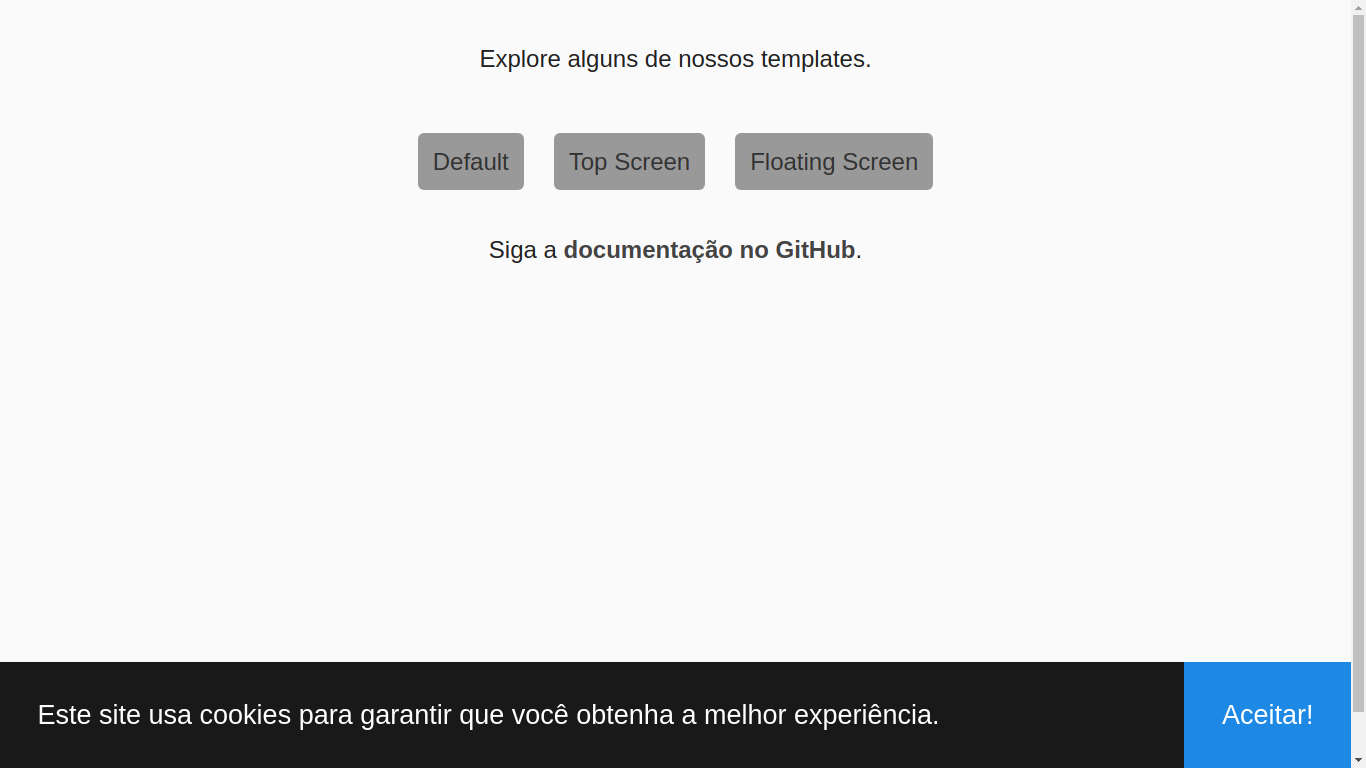 Explore alguns de nossos templates.
Default
Top Screen
Floating Screen
Siga a documentação no GitHub.
Este site usa cookies para garantir que você obtenha a melhor experiência.
Aceitar!